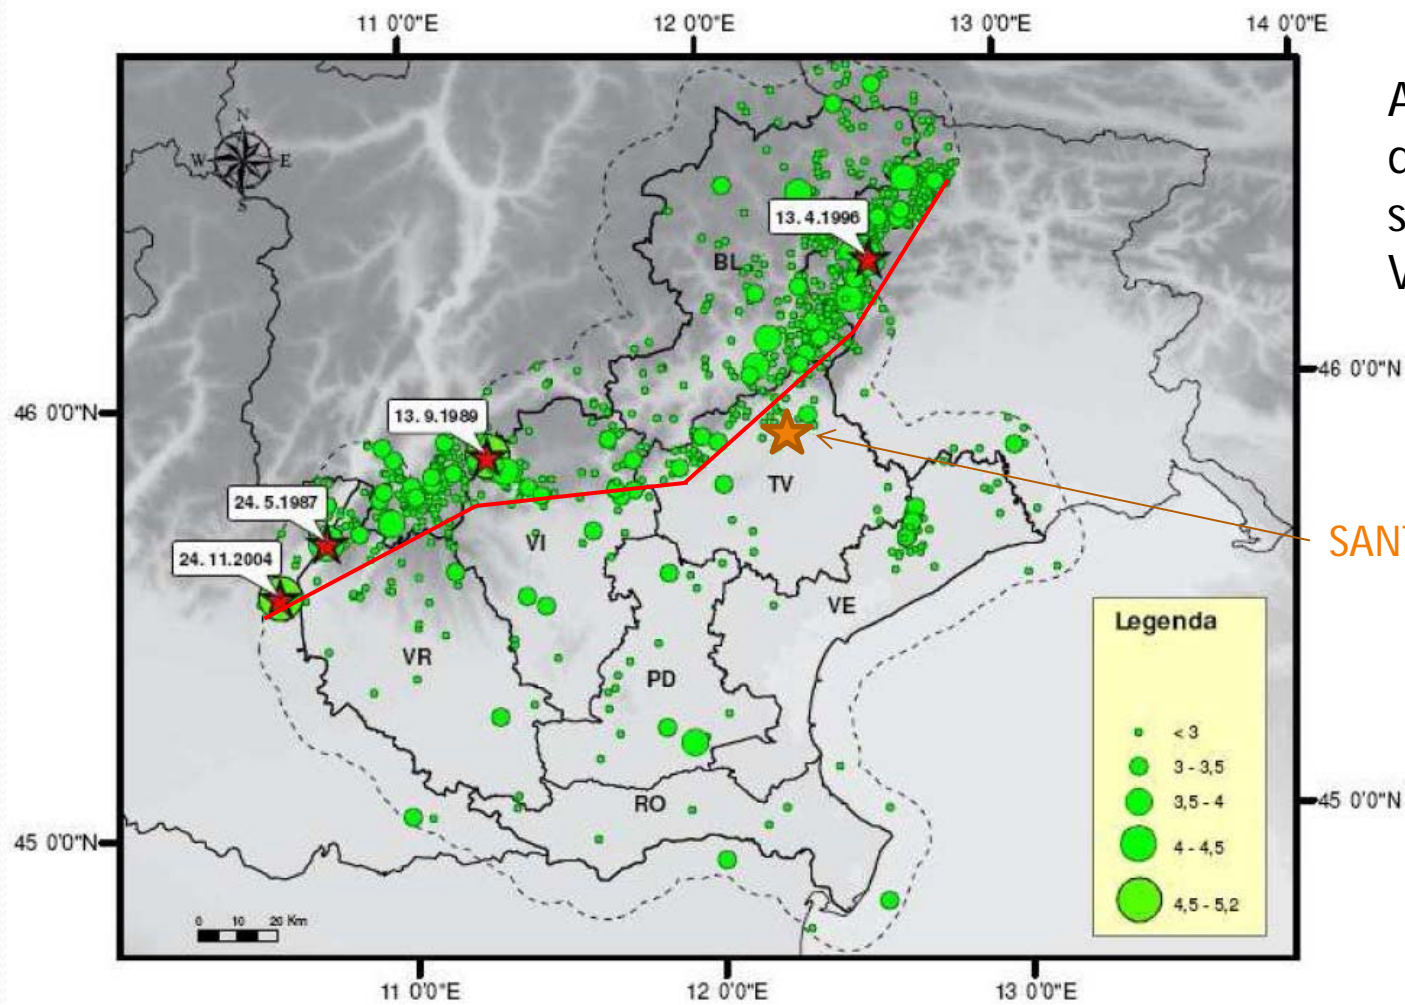 11 0'0"E 12 0'0"E 13 0'0"E 14 0'0"E
N
W E
S
13. 4.1996
BL
46 0'0"N
46 0'0"N
13. 9.1989
TV
24. 5.1987
VI
24. 11.2004
VE
VR
PD
RO
45 0'0"N
45 0'0"N
Legenda
< 3
3 - 3,5
3,5 - 4
4 - 4,5
4,5 - 5,2
0 10 20 Km
11 0'0"E 12 0'0"E 13 0'0"E